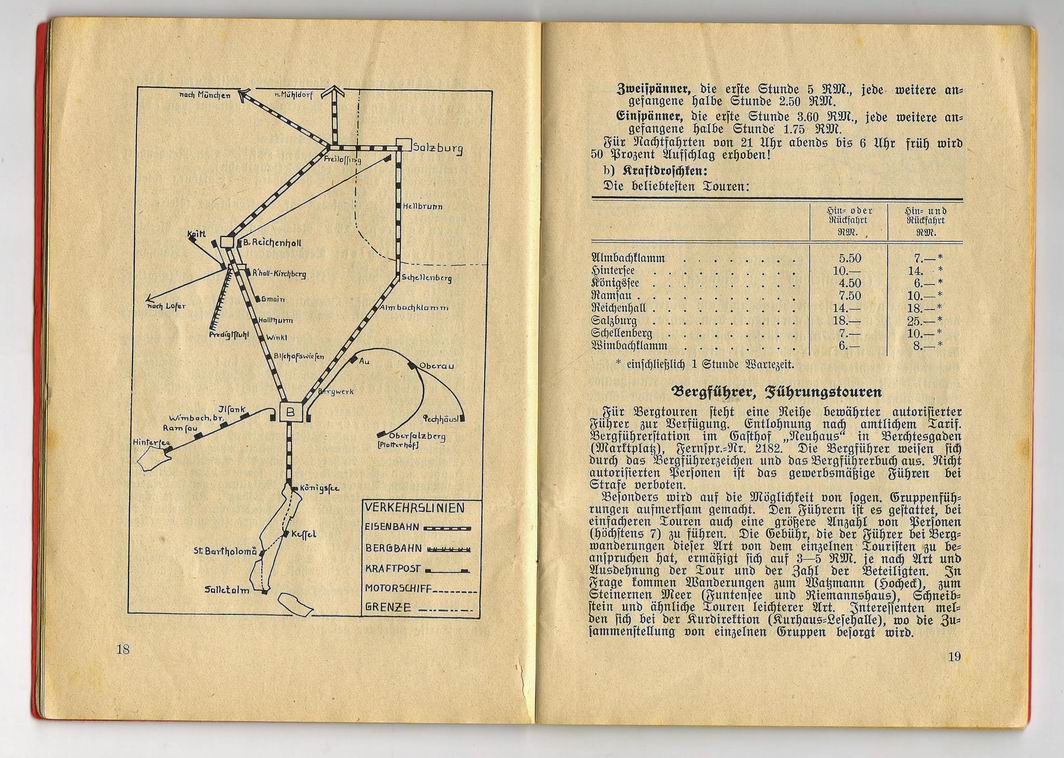 nach München
n. Mühldorf
Salzburg
Freilassing
Hellbrunn
B. Reichenhall
R'hall-Kirchberg
Schellenberg
nach Lofer
Gmain
Almbachklamm
Hallthurm
Predigtstuhl
Winkl
Bischofswiesen
Au
Oberau
Bergwerk
B
Ilsank
Wimbach.br.
Ramsau
Pechhäusl
Hintersee
Obersalzberg
(Platterhof)
Königssee
Kessel
St. Bartholomä
Salletalm
VERKEHRSLINIEN
EISENBAHN
BERGBAHN
KRAFTPOST
MOTORSCHIFF
GRENZE
18
Zweispänner, die erste Stunde 5 RM., jede weitere an-
gefangene halbe Stunde 2.50 RM.
Einspänner, die erste Stunde 3.60 RM., jede weitere an-
gefangene halbe Stunde 1.75 RM.
Für Nachtfahrten von 21 Uhr abends bis 6 Uhr früh wird
50 Prozent Aufschlag erhoben!
b) Kraftdroschken:
Die beliebtesten Touren:
Hin- oder Rückfahrt RM. Hin- und Rückfahrt RM.
Almbachklamm . . . . . . . 5.50 7.—*
Hintersee . . . . . . . . . 10.— 14.—*
Königssee . . . . . . . . . 4.50 6.—*
Ramsau . . . . . . . . . . 7.50 10.—*
Reichenhall . . . . . . . . 14.— 18.—*
Salzburg . . . . . . . . . 18.— 25.—*
Schellenberg . . . . . . . . 7.— 10.—*
Wimbachklamm . . . . . . . 6.— 8.—*
* einschließlich 1 Stunde Wartezeit.
Bergführer, Führungstouren
Für Bergtouren steht eine Reihe bewährter autorisierter
Führer zur Verfügung. Entlohnung nach amtlichem Tarif.
Bergführerstation im Gasthof „Neuhaus“ in Berchtesgaden
(Marktplatz), Fernspr.-Nr. 2182. Die Bergführer weisen sich
durch das Bergführerzeichen und das Bergführerbuch aus. Nicht
autorisierten Personen ist das gewerbsmäßige Führen bei
Strafe verboten.
Besonders wird auf die Möglichkeit von sogen. Gruppenfüh-
rungen aufmerksam gemacht. Den Führern ist es gestattet, bei
einfacheren Touren auch eine größere Anzahl von Personen
(höchstens 7) zu führen. Die Gebühr, die der Führer bei Berg-
wanderungen dieser Art von dem einzelnen Touristen zu be-
anspruchen hat, ermäßigt sich auf 3—5 RM. je nach Art und
Ausdehnung der Tour und der Zahl der Beteiligten. In
Frage kommen Wanderungen zum Watzmann (Hocheck), zum
Steinernen Meer (Funtensee und Riemannshaus), Schneib-
stein und ähnliche Touren leichterer Art. Interessenten mel-
den sich bei der Kurdirektion (Kurhaus-Lesehalle), wo die Zu-
sammenstellung von einzelnen Gruppen besorgt wird.
19